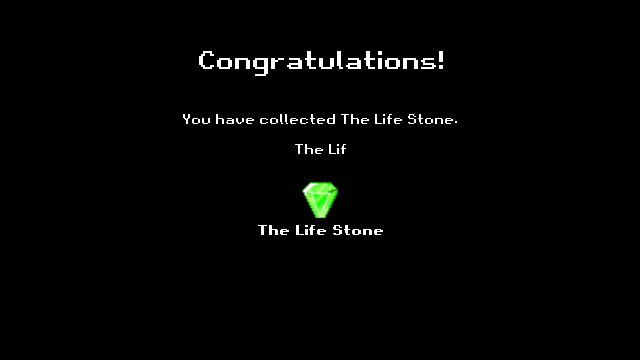 Congratulations!
You have collected The Life Stone.
The Lif
The Life Stone